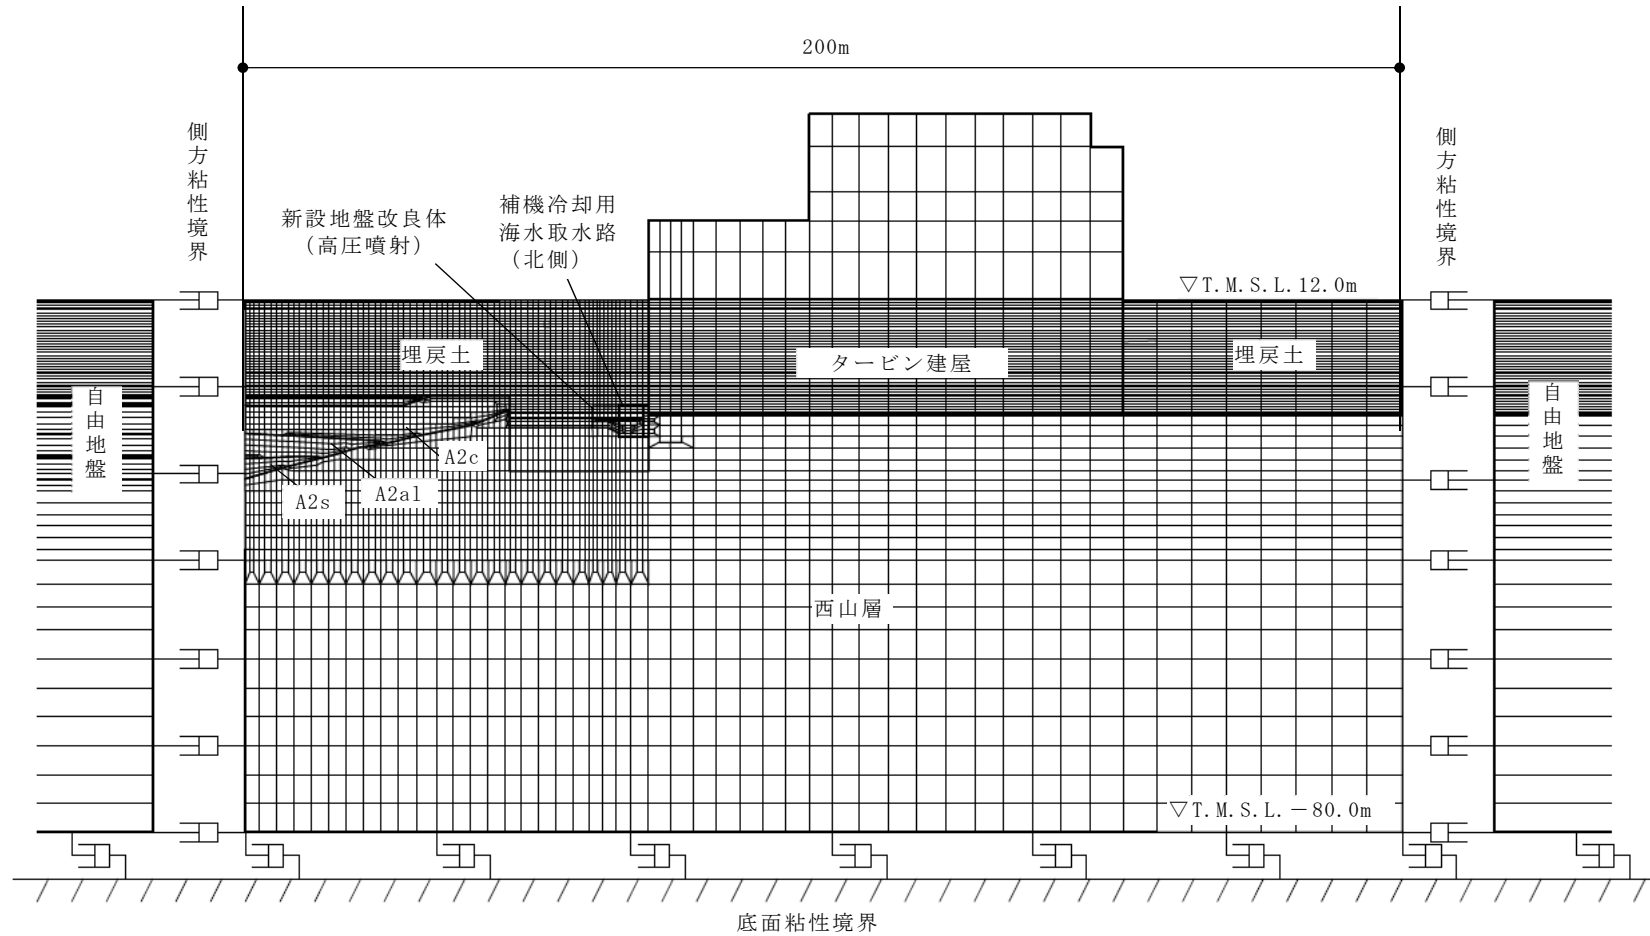 200m
側方粘性境界
側方粘性境界
新設地盤改良体
(高圧噴射)
補機冷却用
海水取水路
(北側)
▽T.M.S.L.12.0m
埋戻土
タービン建屋
埋戻土
自由地盤
自由地盤
A2c
A2al
A2s
西山層
▽T.M.S.L.－80.0m
底面粘性境界